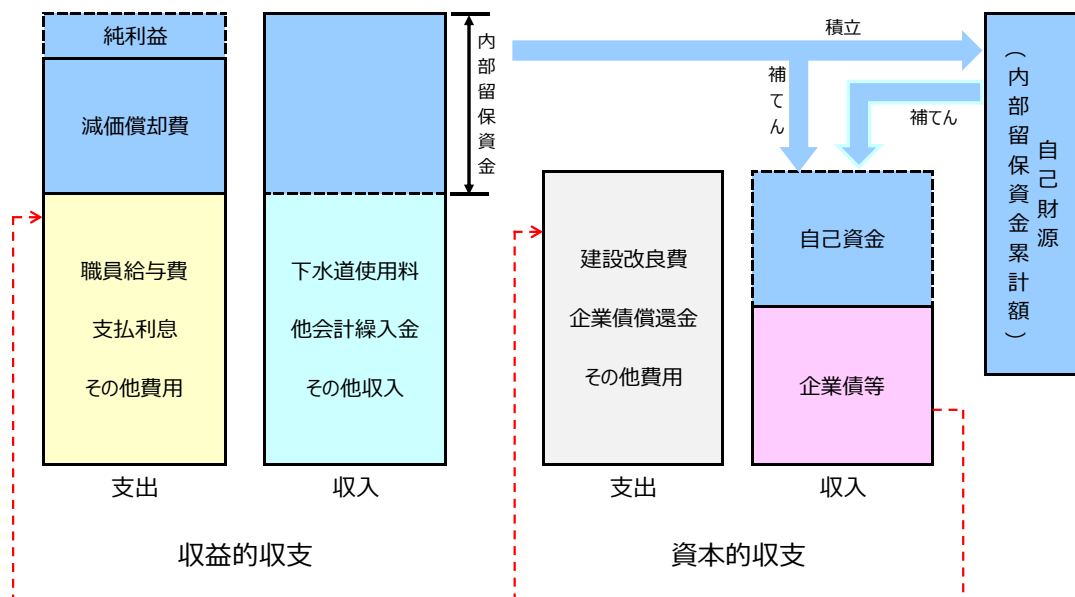 純利益
減価償却費
職員給与費
支払利息
その他費用
支出
下水道使用料
他会計繰入金
その他収入
収入
内部留保資金
収益的収支
積立
補てん
補てん
建設改良費
企業債償還金
その他費用
支出
自己資金
企業債等
収入
資本的収支
自己財源
（内部留保資金累計額）